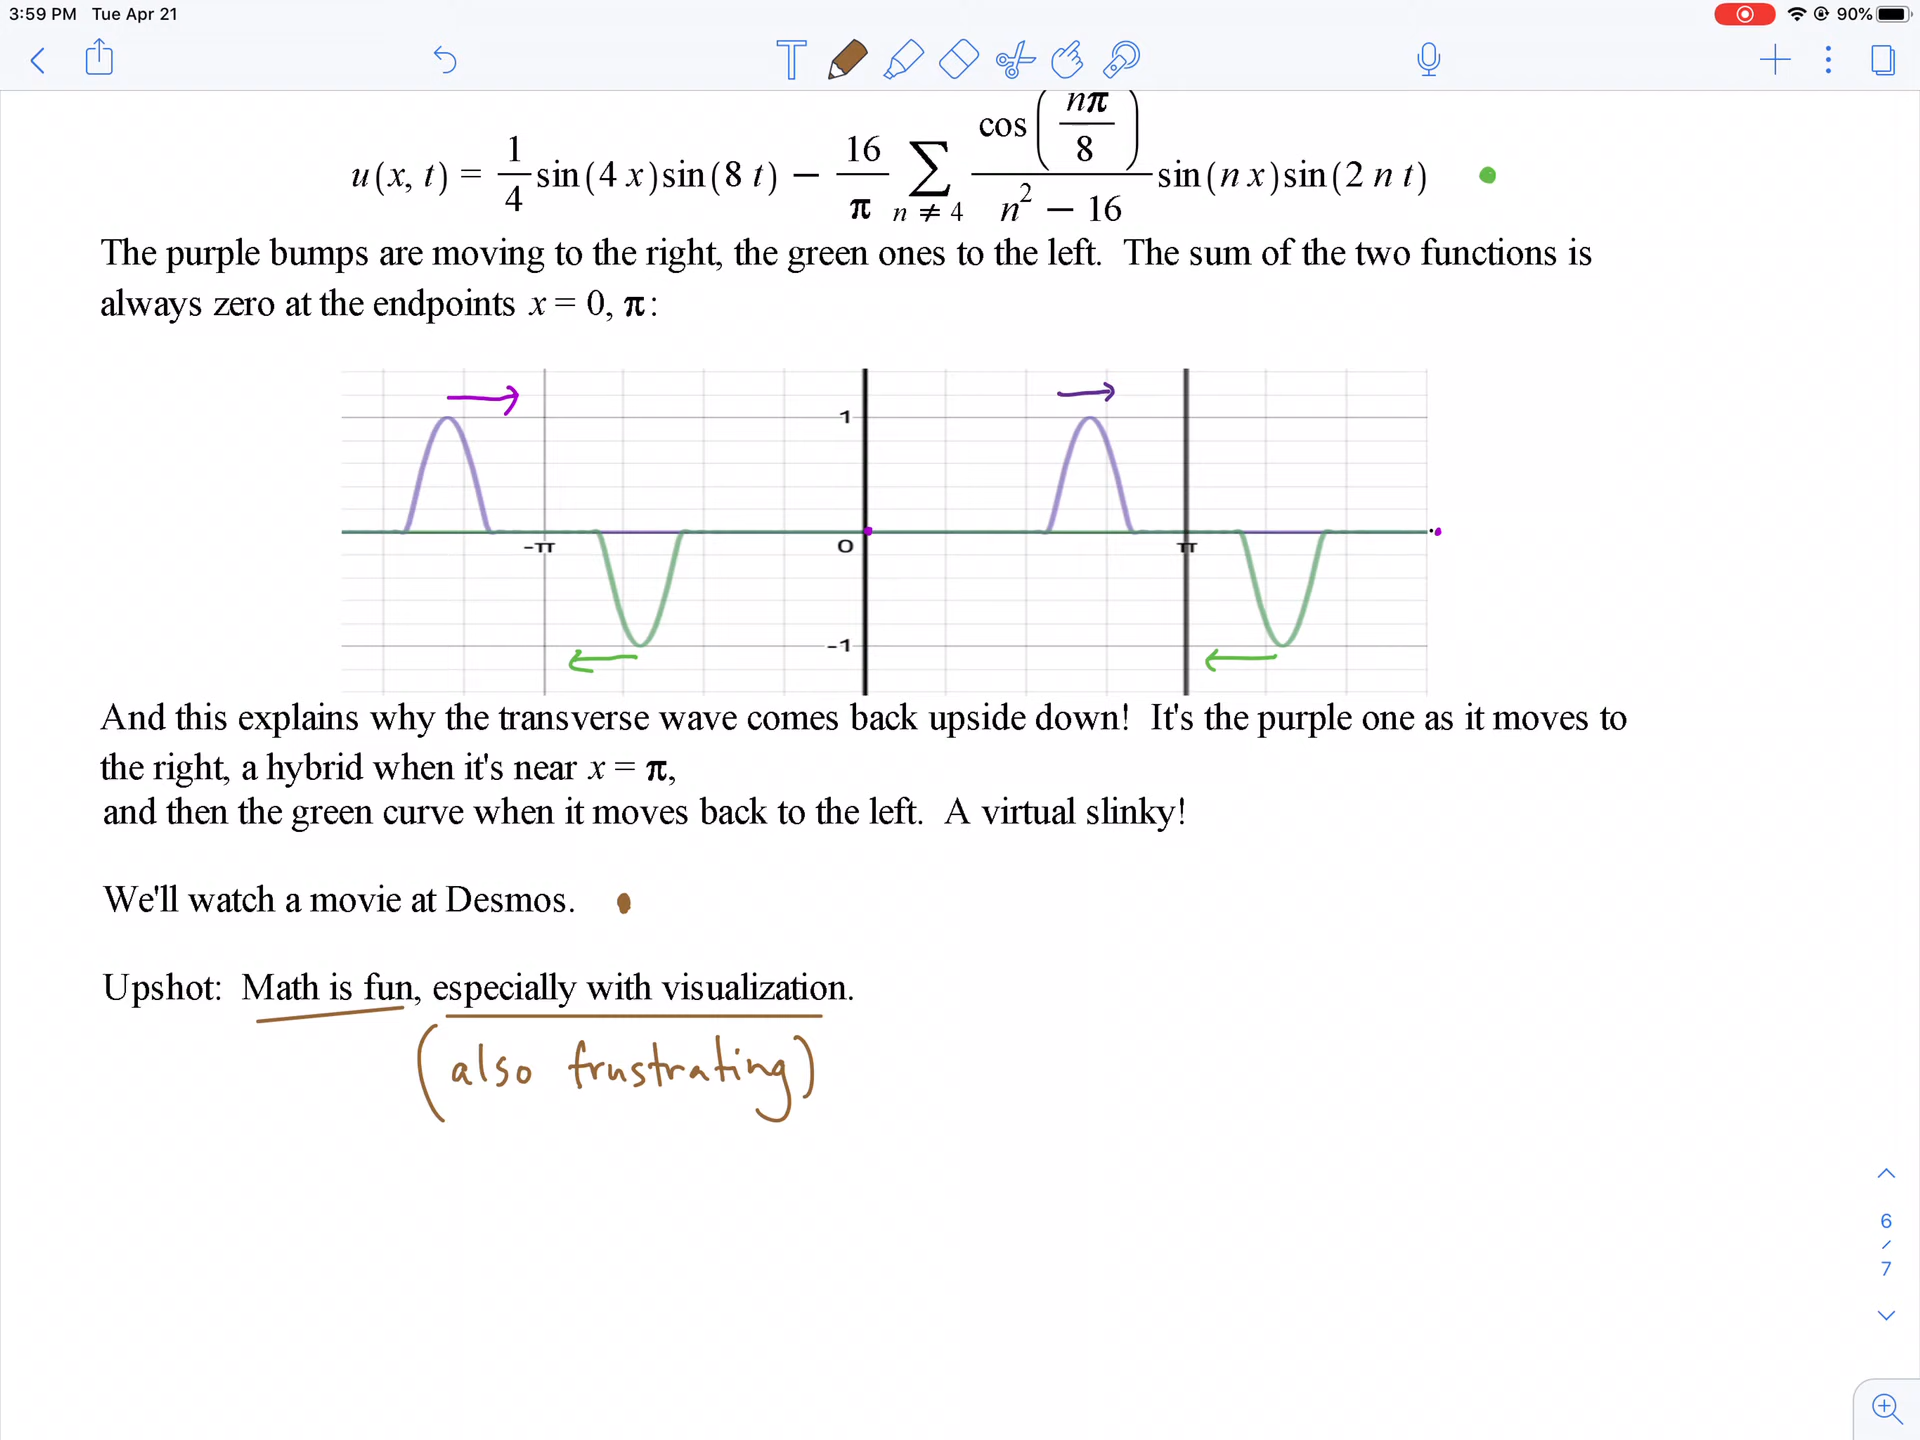 3:59 PM Tue Apr 21
90%
u(x, t) = 1/4 sin(4 x)sin(8 t) − 16/π ∑ n ≠ 4 cos(nπ/8)/(n² − 16) sin(n x)sin(2 n t)
The purple bumps are moving to the right, the green ones to the left. The sum of the two functions is
always zero at the endpoints x = 0, π:
1
-π 0 π
-1
And this explains why the transverse wave comes back upside down! It's the purple one as it moves to
the right, a hybrid when it's near x = π,
and then the green curve when it moves back to the left. A virtual slinky!
We'll watch a movie at Desmos.
Upshot: Math is fun, especially with visualization.
(also frustrating)
6
/
7